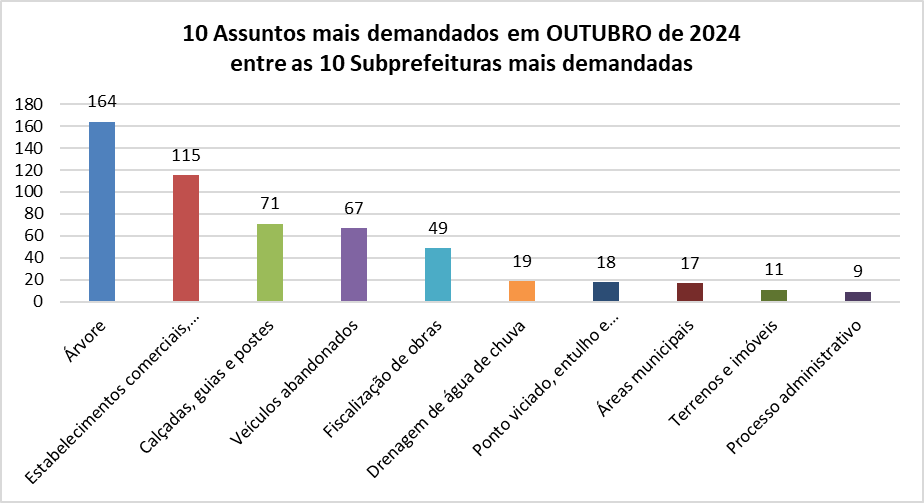 10 Assuntos mais demandados em OUTUBRO de 2024
entre as 10 Subprefeituras mais demandadas
180
160
140
120
100
80
60
40
20
0
164
115
71
67
49
19
18
17
11
9
Árvore
Estabelecimentos comerciais,...
Calçadas, guias e postes
Veículos abandonados
Fiscalização de obras
Drenagem de água de chuva
Ponto viciado, entulho e...
Áreas municipais
Terrenos e imóveis
Processo administrativo